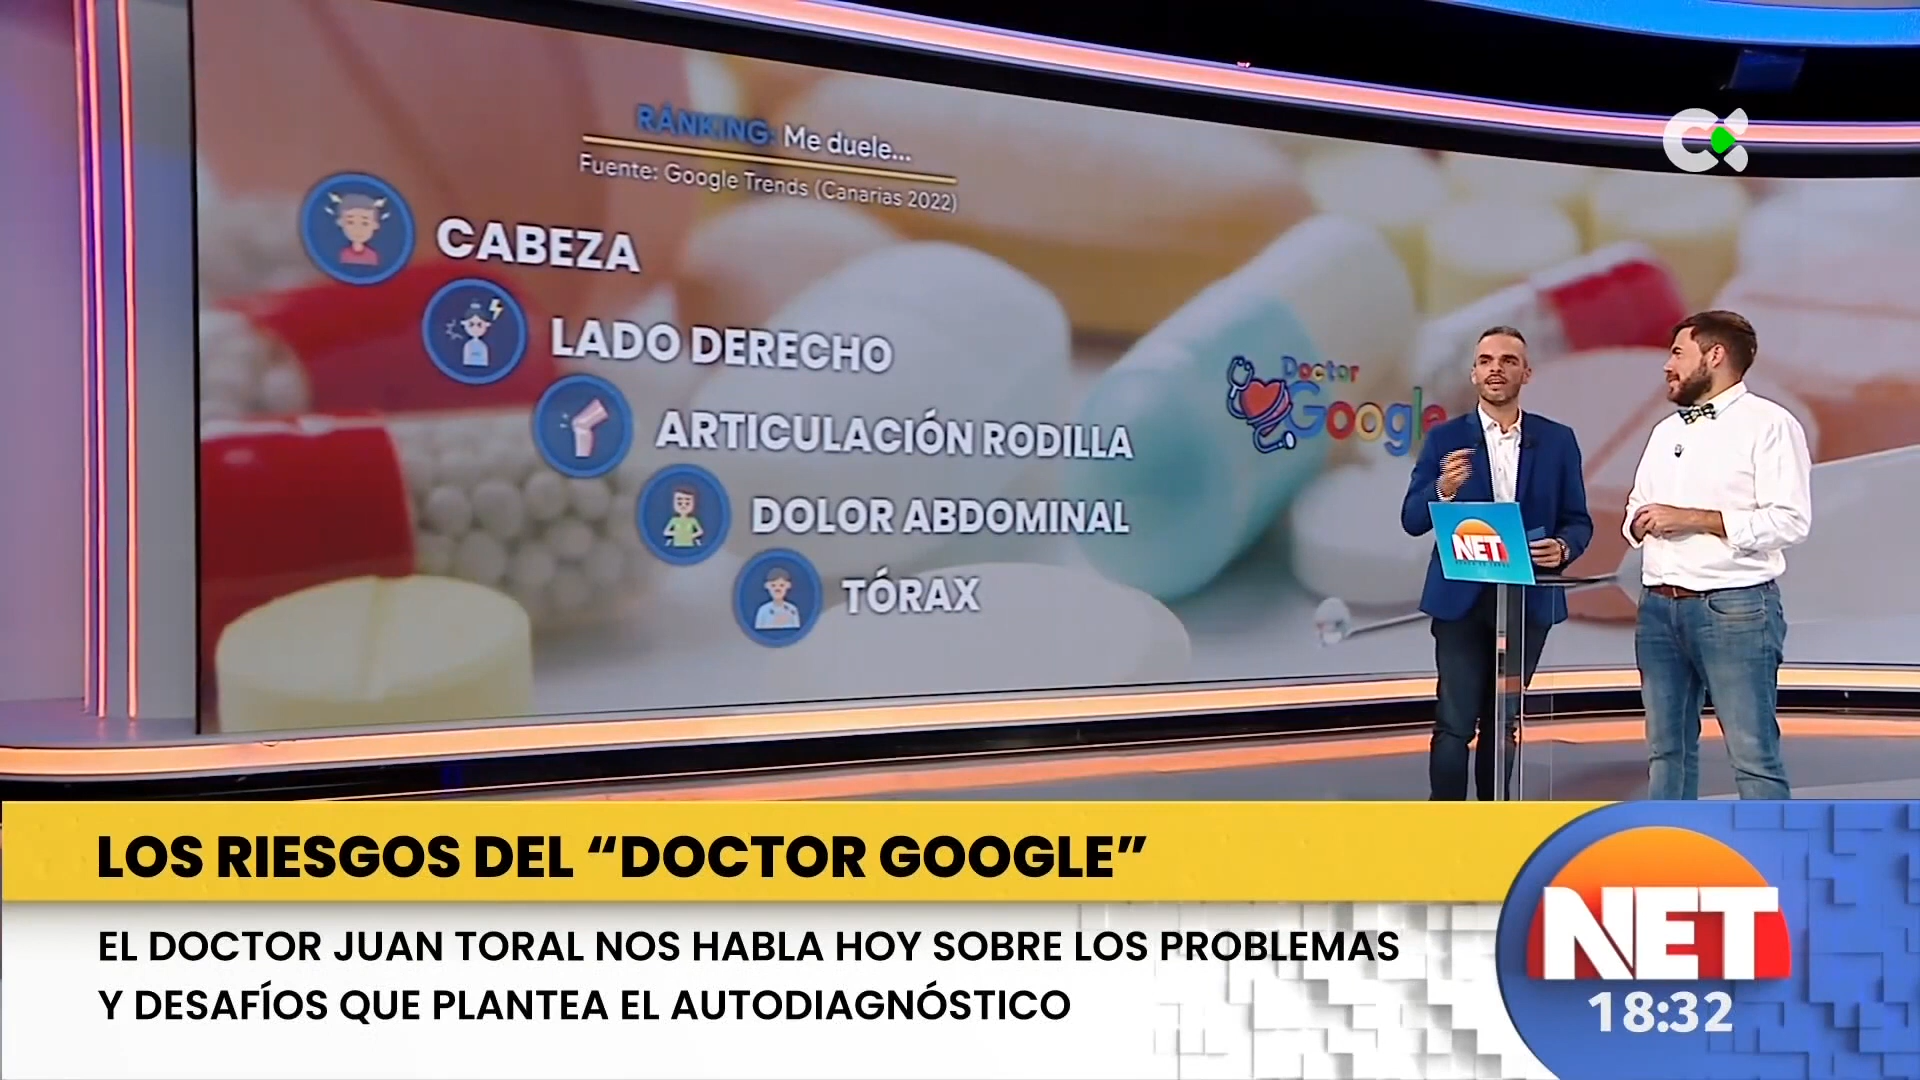 RÁNKING: Me duele...
Fuente: Google Trends (Canarias 2022)
CABEZA
LADO DERECHO
ARTICULACIÓN RODILLA
DOLOR ABDOMINAL
TÓRAX
Doctor
Google
NET
LOS RIESGOS DEL “DOCTOR GOOGLE”
EL DOCTOR JUAN TORAL NOS HABLA HOY SOBRE LOS PROBLEMAS
Y DESAFÍOS QUE PLANTEA EL AUTODIAGNÓSTICO
NET
18:32